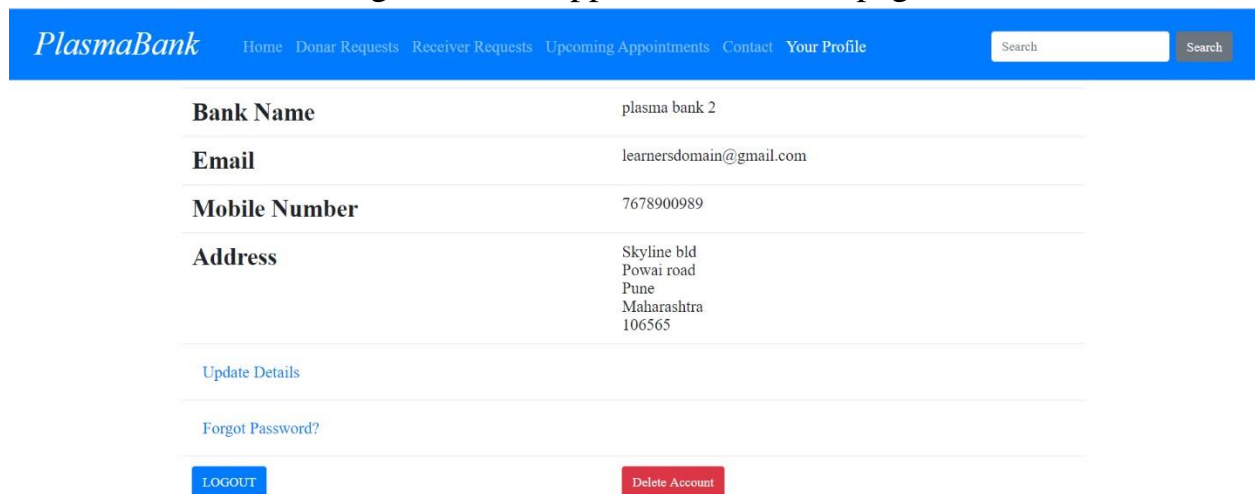 PlasmaBank Home Donar Requests Receiver Requests Upcoming Appointments Contact Your Profile Search Search
Bank Name plasma bank 2
Email learnersdomain@gmail.com
Mobile Number 7678900989
Address Skyline bld
Powai road
Pune
Maharashtra
106565
Update Details
Forgot Password?
LOGOUT Delete Account